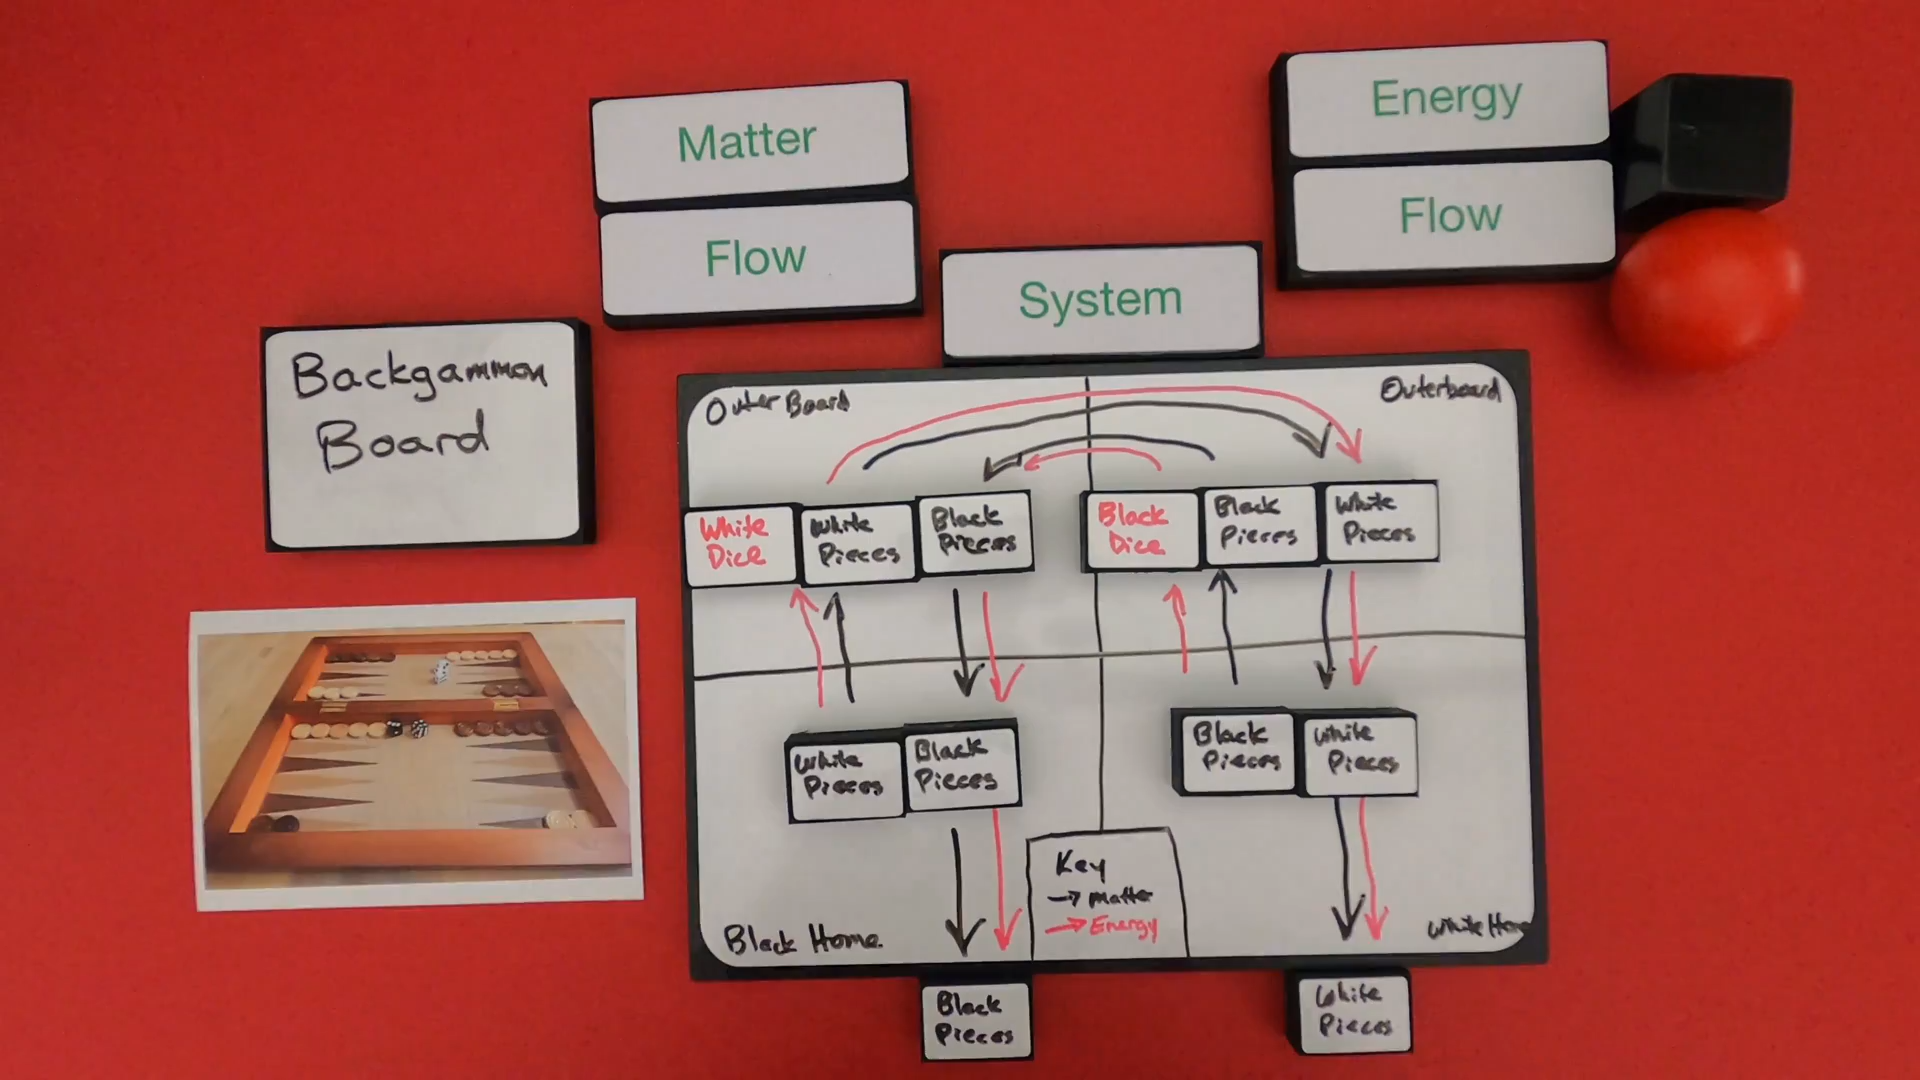 Matter
Flow
Energy
Flow
System
Backgammon
Board
Outer Board
Outerboard
White
Dice
White
Pieces
Black
Pieces
Black
Dice
Black
Pieces
White
Pieces
White
Pieces
Black
Pieces
Black
Pieces
White
Pieces
Key
→ Matter
→ Energy
Black Home
White Home
Black
Pieces
White
Pieces